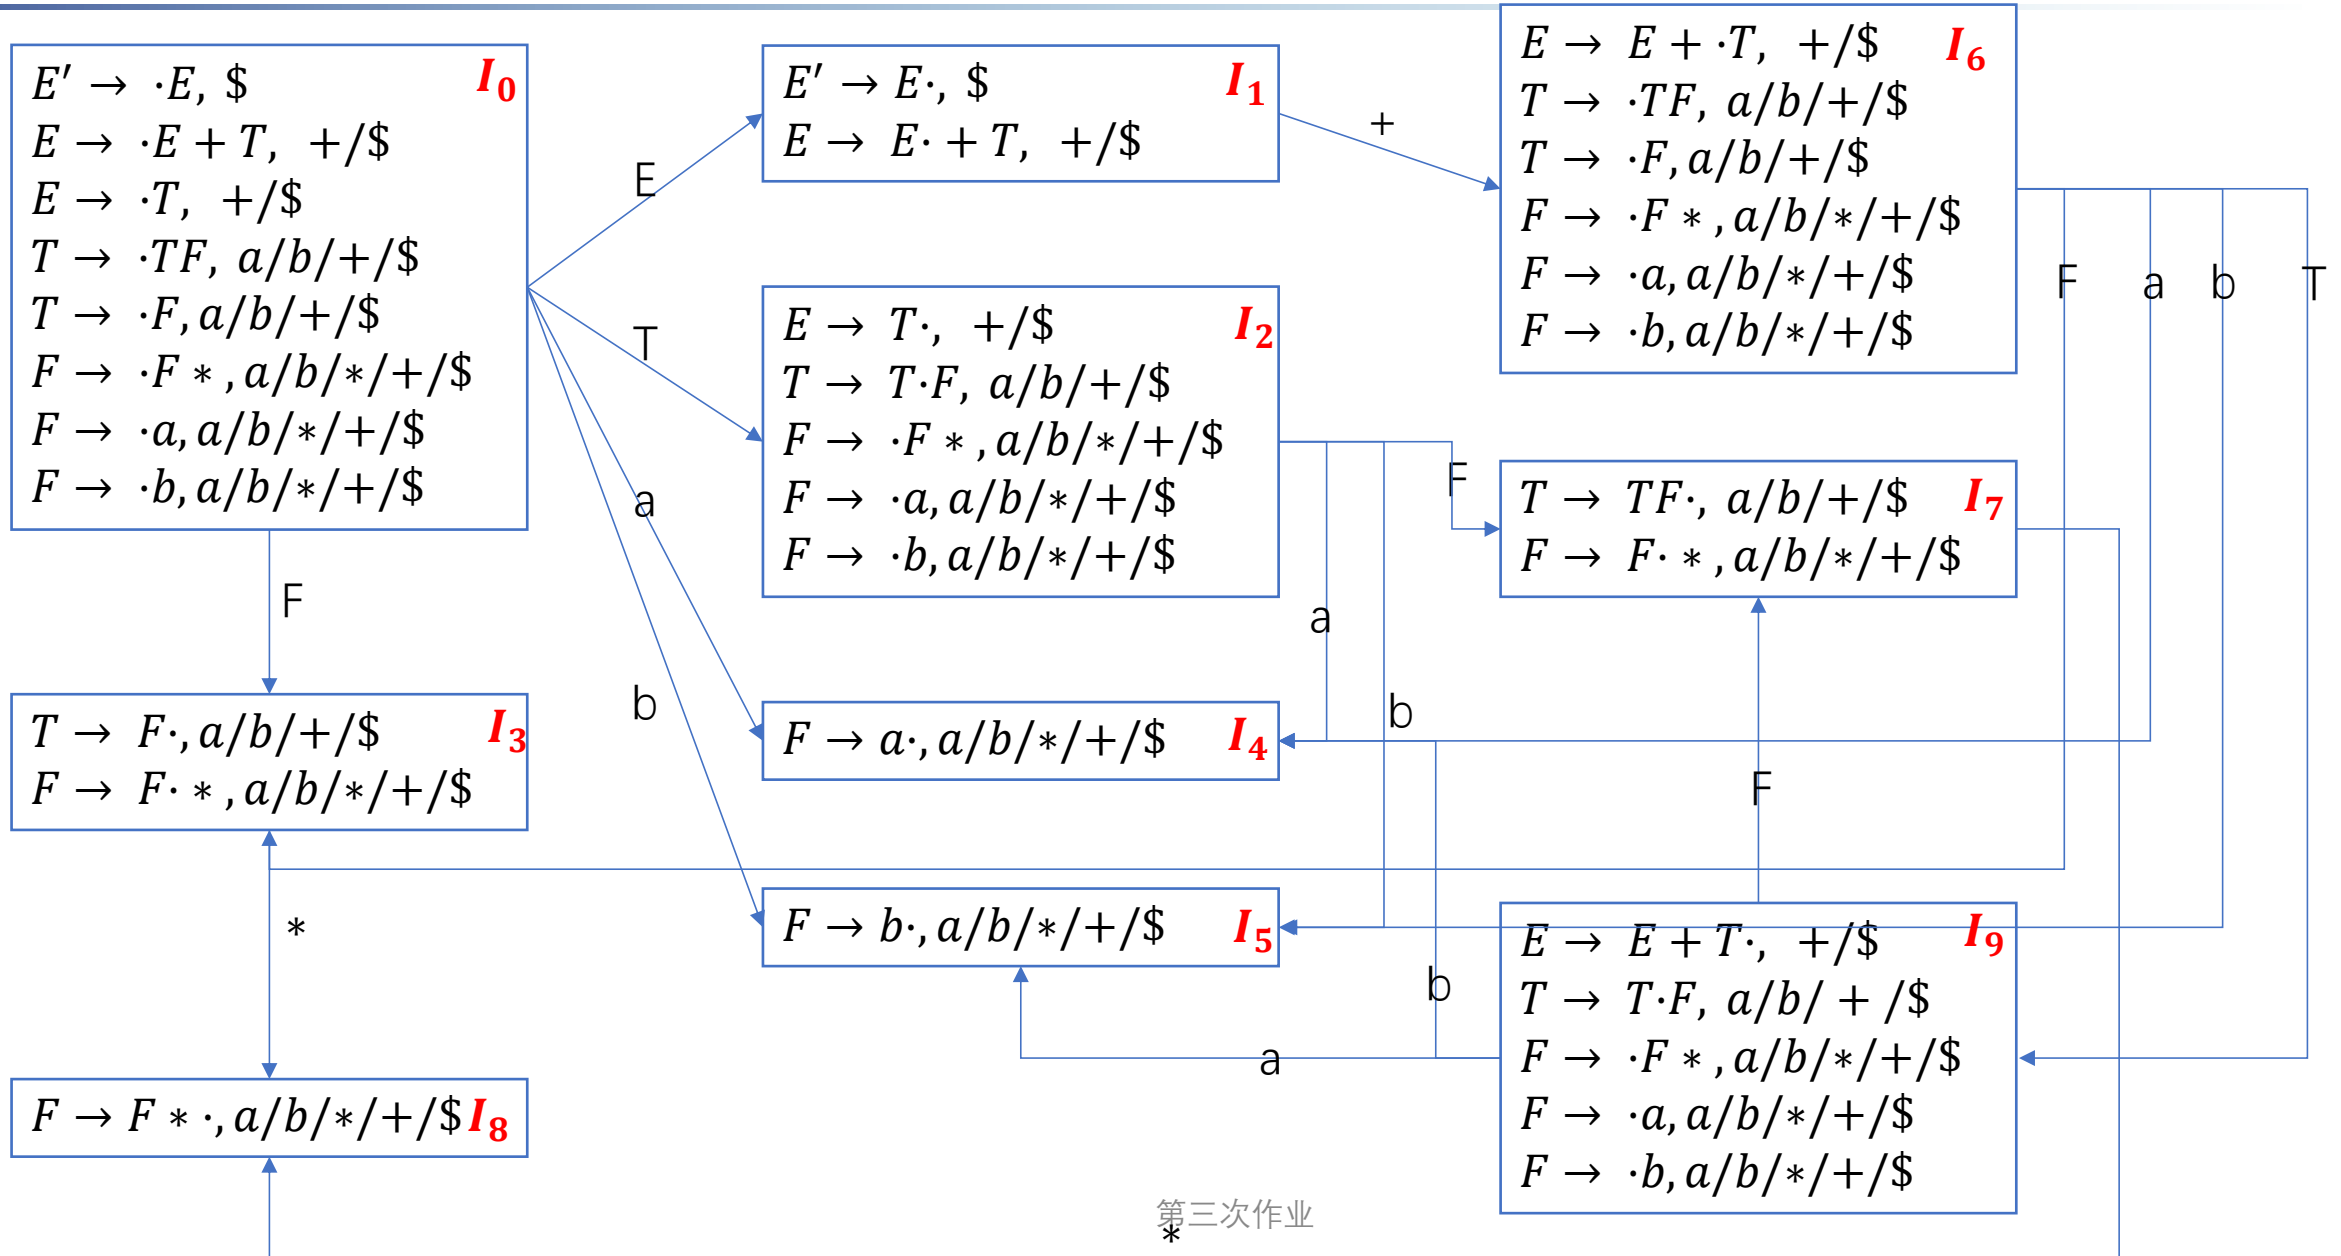 E′ → ·E, $ I₀
E → ·E + T, +/$
E → ·T, +/$
T → ·TF, a/b/+/$
T → ·F, a/b/+/$
F → ·F ∗ , a/b/∗/+/$
F → ·a, a/b/∗/+/$
F → ·b, a/b/∗/+/$
E
T
a
b
F
E′ → E·, $ I₁
E → E· + T, +/$
+
E → T·, +/$ I₂
T → T·F, a/b/+/$
F → ·F ∗ , a/b/∗/+/$
F → ·a, a/b/∗/+/$
F → ·b, a/b/∗/+/$
F
a
b
E → E + ·T, +/$ I₆
T → ·TF, a/b/+/$
T → ·F, a/b/+/$
F → ·F ∗ , a/b/∗/+/$
F → ·a, a/b/∗/+/$
F → ·b, a/b/∗/+/$
F a b T
T → TF·, a/b/+/$ I₇
F → F· ∗ , a/b/∗/+/$
T → F·, a/b/+/$ I₃
F → F· ∗ , a/b/∗/+/$
∗
F → a·, a/b/∗/+/$ I₄
F
F → b·, a/b/∗/+/$ I₅
b
a
E → E + T·, +/$ I₉
T → T·F, a/b/ + /$
F → ·F ∗ , a/b/∗/+/$
F → ·a, a/b/∗/+/$
F → ·b, a/b/∗/+/$
F → F ∗ ·, a/b/∗/+/$ I₈
第三次作业
∗